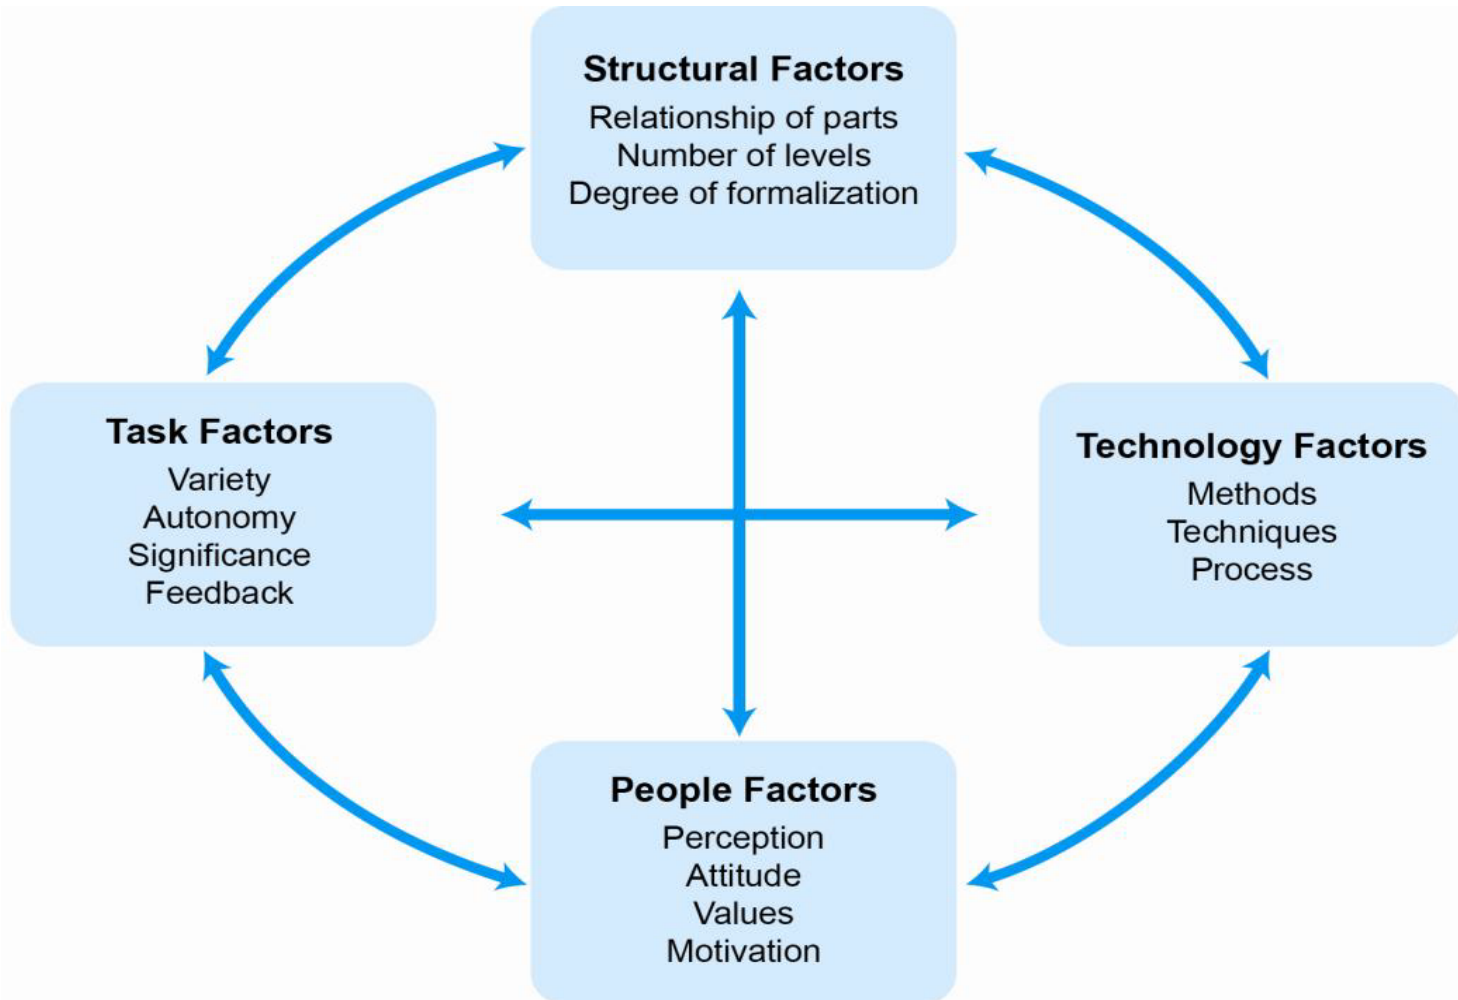 Structural Factors
Relationship of parts
Number of levels
Degree of formalization
Task Factors
Variety
Autonomy
Significance
Feedback
Technology Factors
Methods
Techniques
Process
People Factors
Perception
Attitude
Values
Motivation